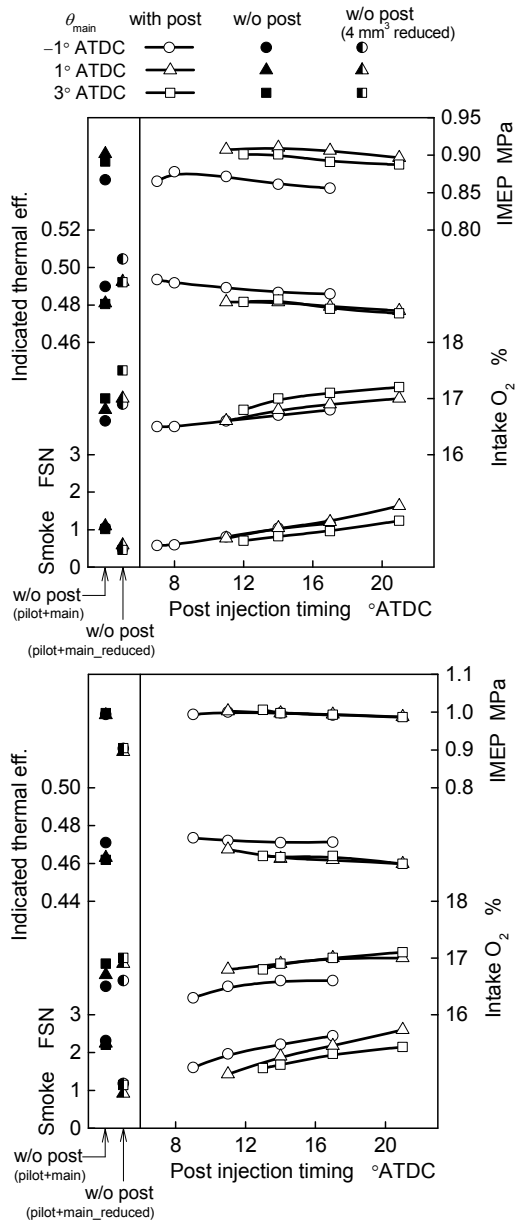 θmain with post w/o post w/o post
(4 mm³ reduced)
−1° ATDC
1° ATDC
3° ATDC
0.95
0.90
0.85
0.80
IMEP MPa
0.52
0.50
0.48
0.46
Indicated thermal eff.
18
17
16
Intake O₂ %
3
2
1
0
Smoke FSN
8 12 16 20
Post injection timing °ATDC
w/o post
(pilot+main)
w/o post
(pilot+main_reduced)
1.1
1.0
0.9
0.8
IMEP MPa
0.50
0.48
0.46
0.44
Indicated thermal eff.
18
17
16
Intake O₂ %
3
2
1
0
Smoke FSN
8 12 16 20
Post injection timing °ATDC
w/o post
(pilot+main)
w/o post
(pilot+main_reduced)